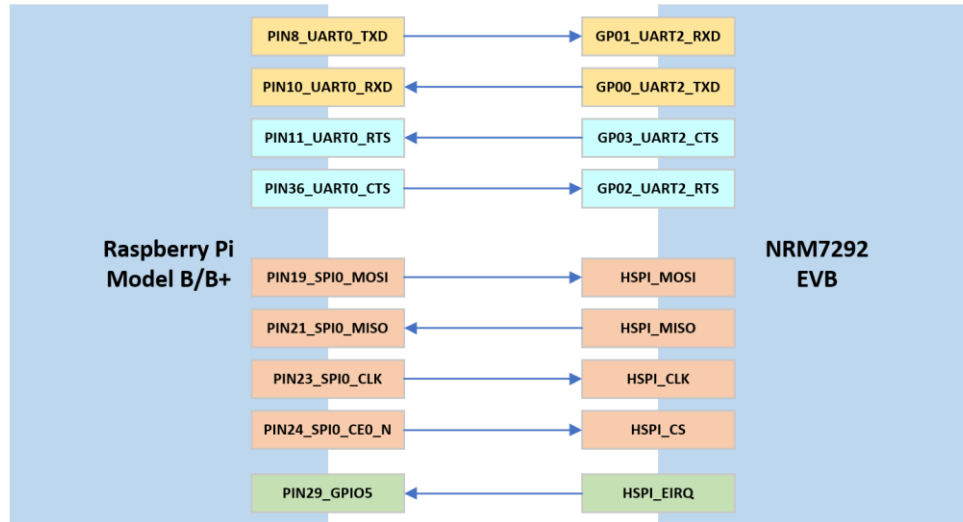 PIN8_UART0_TXD
GP01_UART2_RXD
PIN10_UART0_RXD
GP00_UART2_TXD
PIN11_UART0_RTS
GP03_UART2_CTS
PIN36_UART0_CTS
GP02_UART2_RTS
Raspberry Pi
Model B/B+
NRM7292
EVB
PIN19_SPI0_MOSI
HSPI_MOSI
PIN21_SPI0_MISO
HSPI_MISO
PIN23_SPI0_CLK
HSPI_CLK
PIN24_SPI0_CE0_N
HSPI_CS
PIN29_GPIO5
HSPI_EIRQ